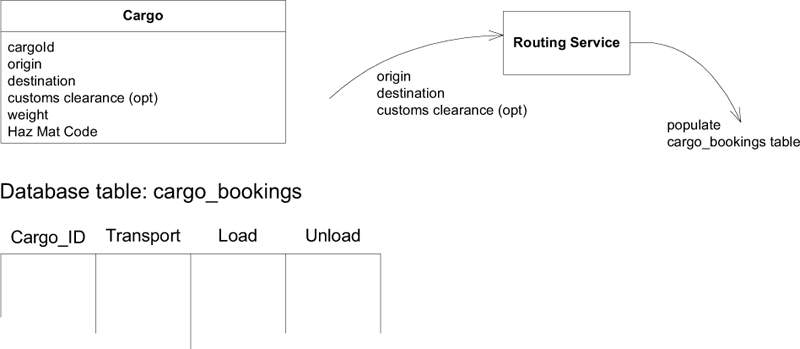 Cargo
cargoId
origin
destination
customs clearance (opt)
weight
Haz Mat Code
origin
destination
customs clearance (opt)
Routing Service
populate
cargo_bookings table
Database table: cargo_bookings
Cargo_ID Transport Load Unload